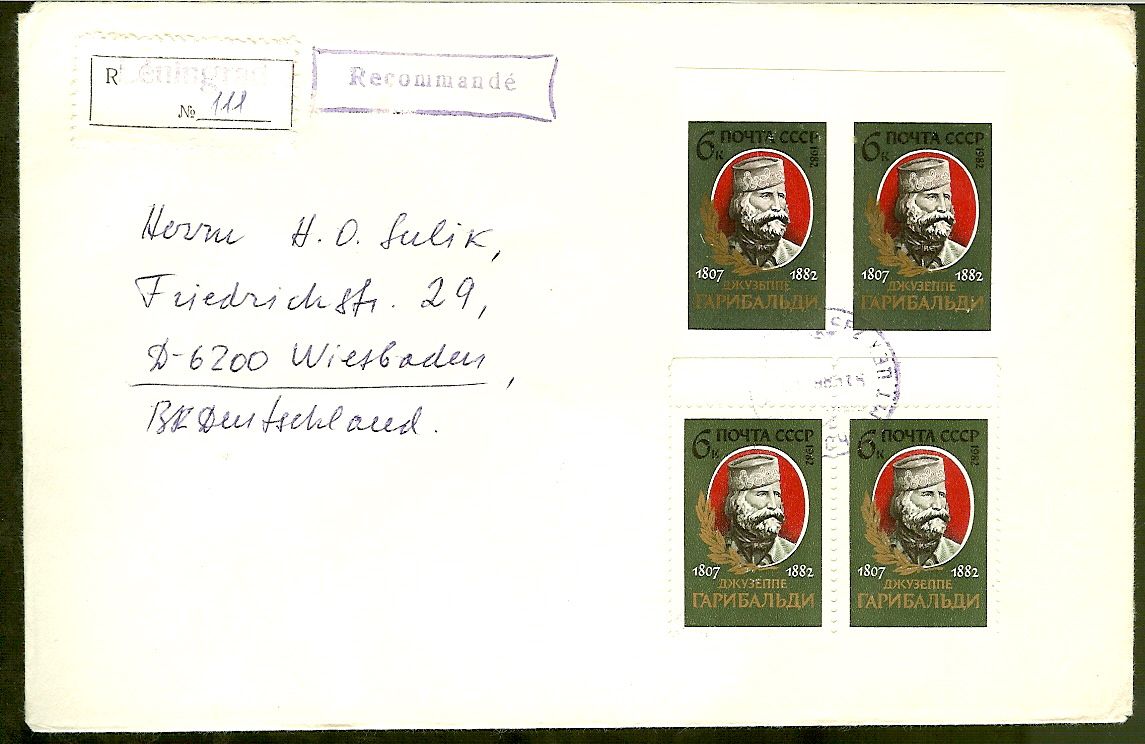 R Leningrad
№ 111
Recommandé
Herrn H. O. Sulik,
Friedrichstr. 29,
D-6200 Wiesbaden,
BRDeutschland.
6к ПОЧТА СССР
1982
1807 1882
ДЖУЗЕППЕ
ГАРИБАЛЬДИ
6к ПОЧТА СССР
1982
1807 1882
ДЖУЗЕППЕ
ГАРИБАЛЬДИ
6к ПОЧТА СССР
1982
1807 1882
ДЖУЗЕППЕ
ГАРИБАЛЬДИ
6к ПОЧТА СССР
1982
1807 1882
ДЖУЗЕППЕ
ГАРИБАЛЬДИ